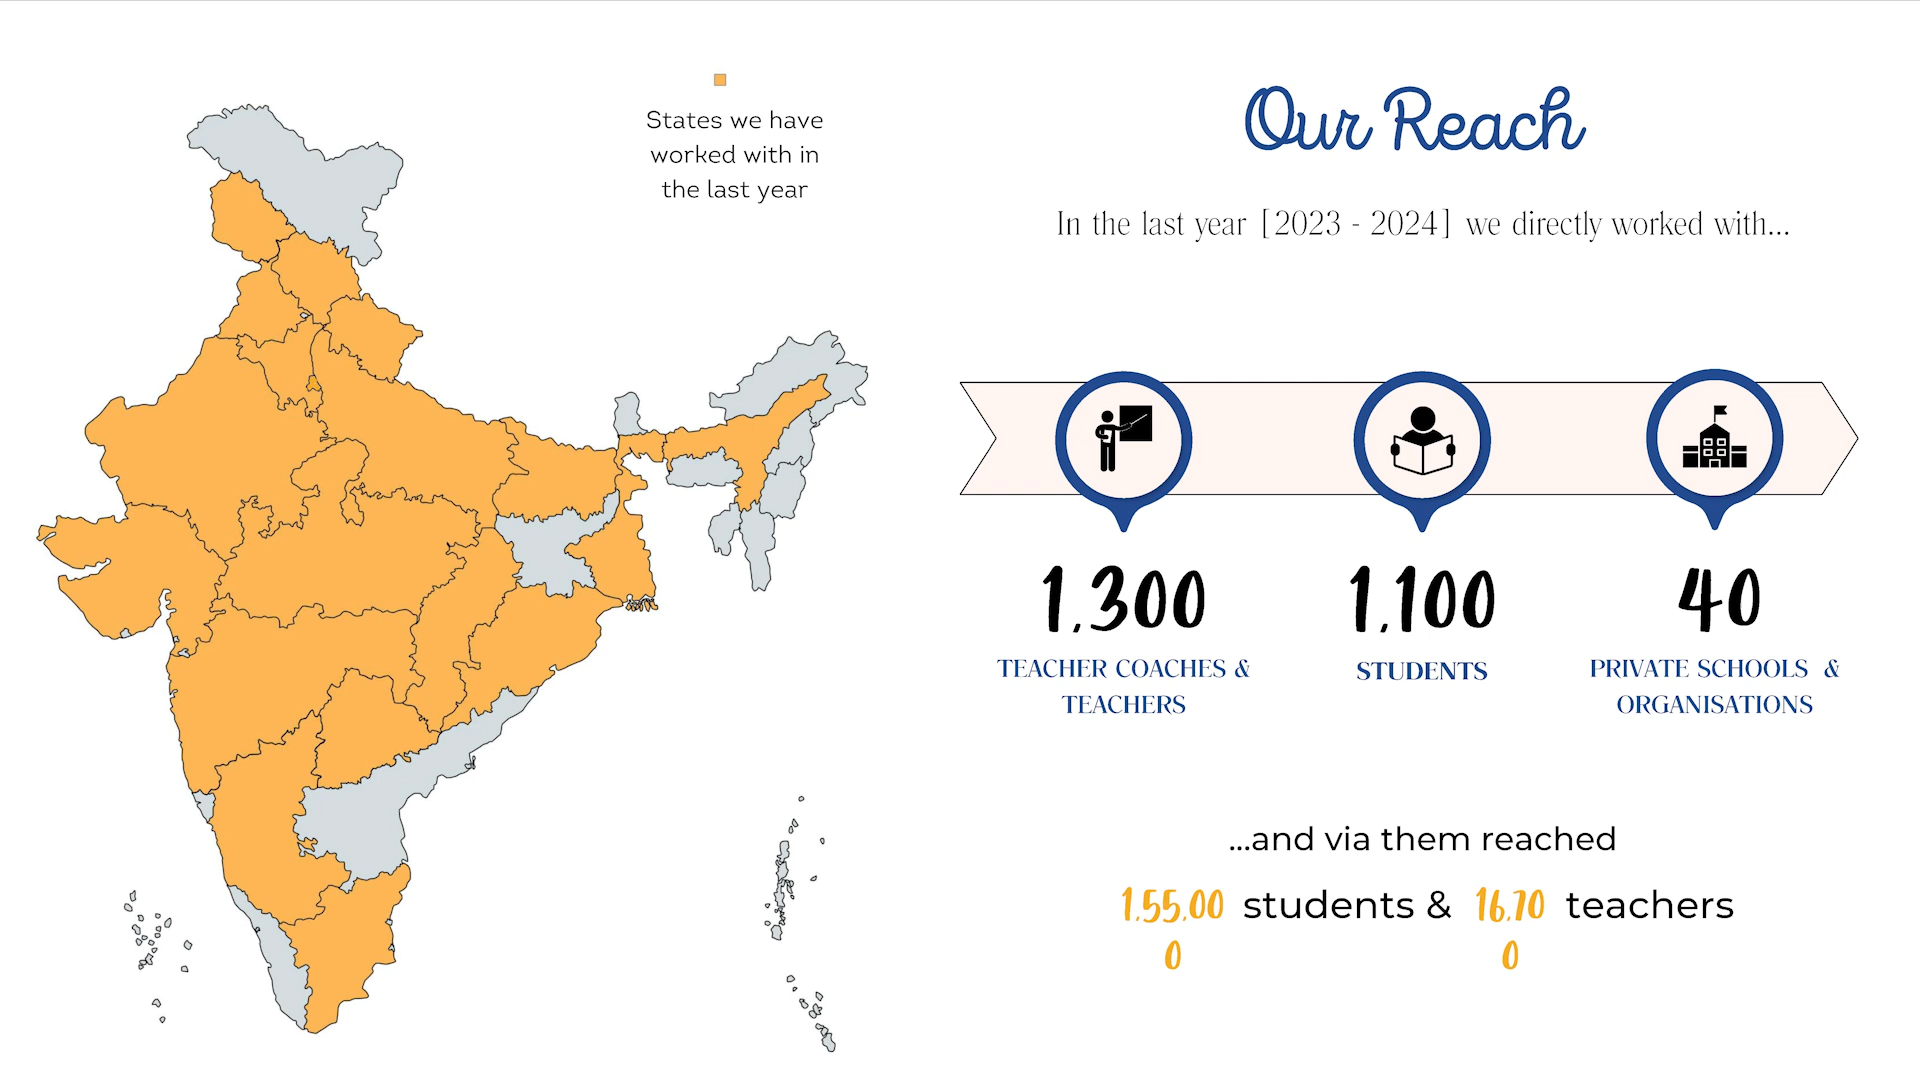 States we have
worked with in
the last year
Our Reach
In the last year [2023 - 2024] we directly worked with...
1,300
TEACHER COACHES &
TEACHERS
1,100
STUDENTS
40
PRIVATE SCHOOLS &
ORGANISATIONS
...and via them reached
1,55,00 students & 16,70 teachers
0 0